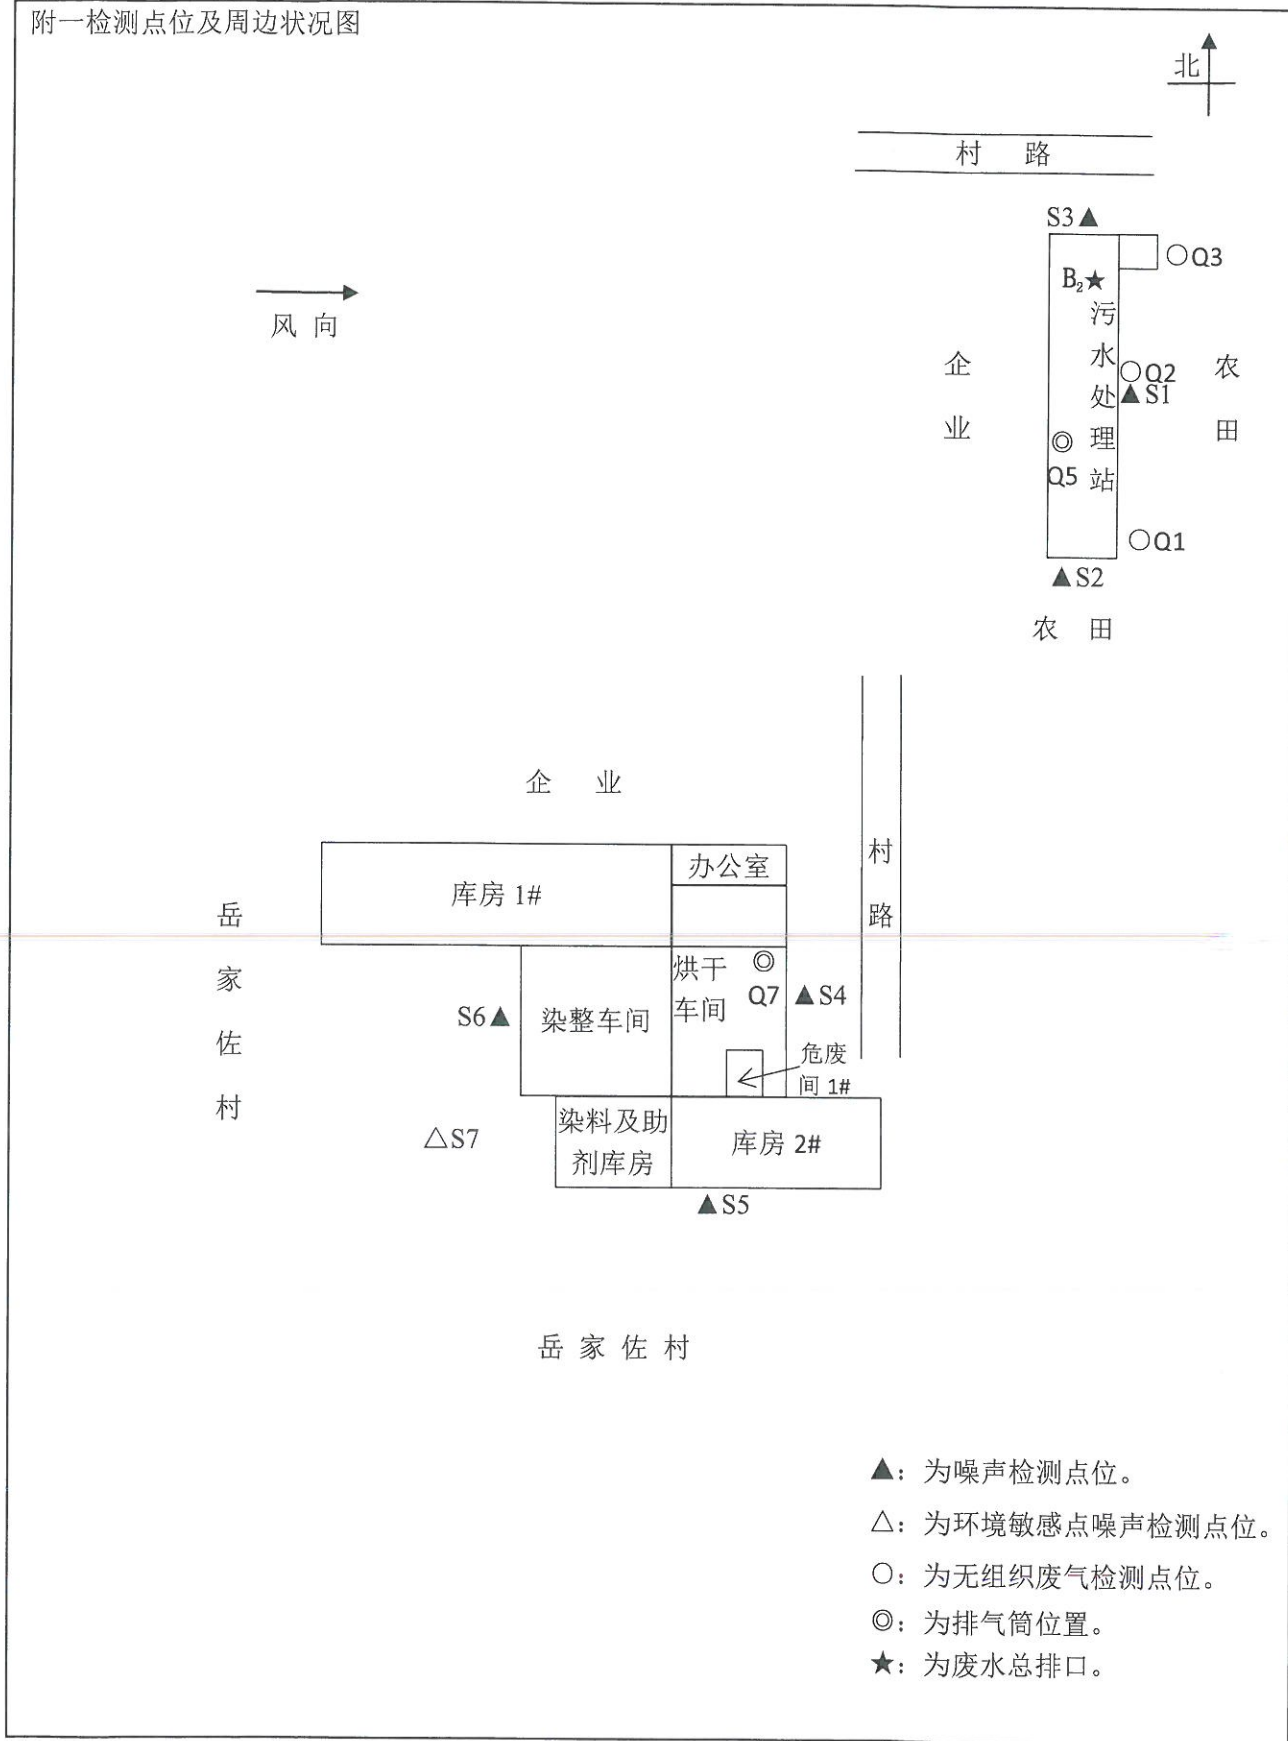 附一检测点位及周边状况图
北
村 路
S3▲
○Q3
B₂★
污水处理站
风 向
企业
○Q2
▲S1
农田
◎
Q5
○Q1
▲S2
农 田
企 业
村路
办公室
库房 1#
岳家佐村
烘干
车间
◎
Q7
▲S4
S6▲
染整车间
危废
间 1#
△S7
染料及助
剂库房
库房 2#
▲S5
岳家佐村
▲：为噪声检测点位。
△：为环境敏感点噪声检测点位。
○：为无组织废气检测点位。
◎：为排气筒位置。
★：为废水总排口。